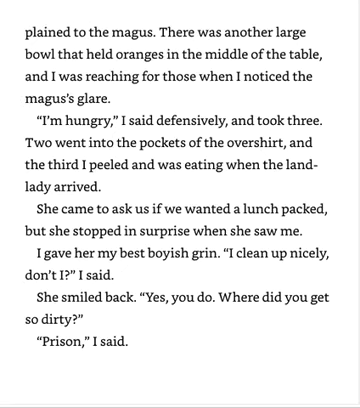 plained to the magus. There was another large
bowl that held oranges in the middle of the table,
and I was reaching for those when I noticed the
magus’s glare.
“I’m hungry,” I said defensively, and took three.
Two went into the pockets of the overshirt, and
the third I peeled and was eating when the land-
lady arrived.
She came to ask us if we wanted a lunch packed,
but she stopped in surprise when she saw me.
I gave her my best boyish grin. “I clean up nicely,
don’t I?” I said.
She smiled back. “Yes, you do. Where did you get
so dirty?”
“Prison,” I said.